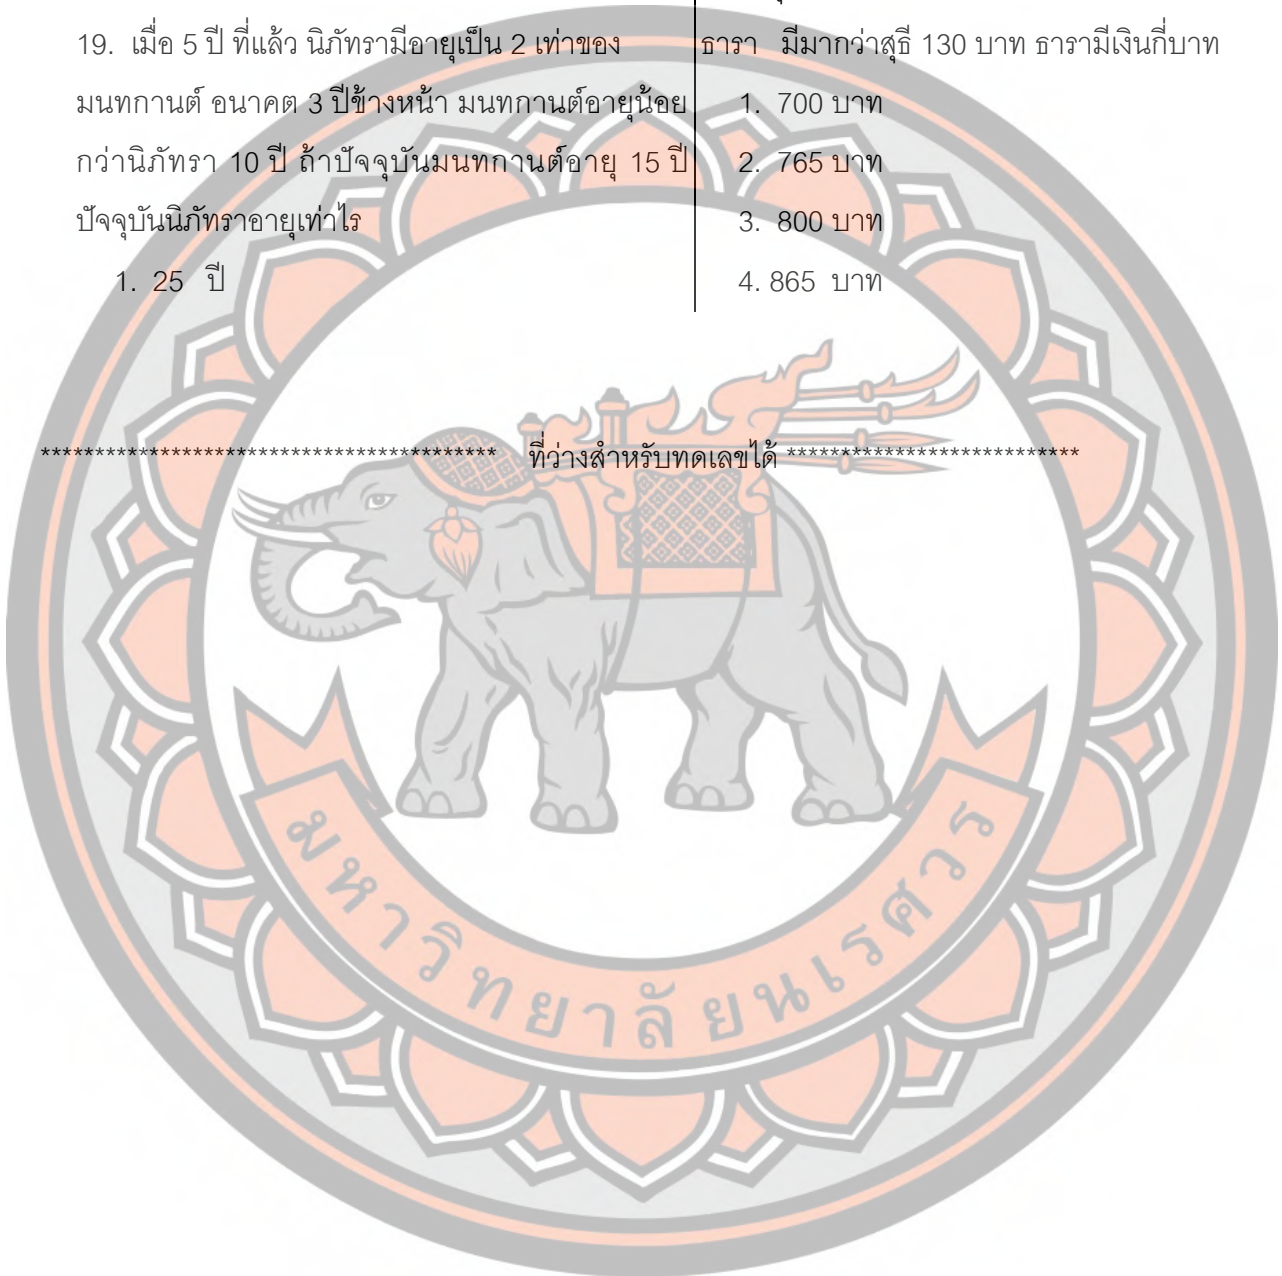 19. เมื่อ 5 ปี ที่แล้ว นิภัทรามีอายุเป็น 2 เท่าของ
มนทกานต์ อนาคต 3 ปีข้างหน้า มนทกานต์อายุน้อย
กว่านิภัทรา 10 ปี ถ้าปัจจุบันมนทกานต์อายุ 15 ปี
ปัจจุบันนิภัทราอายุเท่าไร
1. 25 ปี
ธารา มีมากว่าสุธี 130 บาท ธารามีเงินกี่บาท
1. 700 บาท
2. 765 บาท
3. 800 บาท
4. 865 บาท
****************************************** ที่ว่างสำหรับทดเลขได้ ***************************
มหาวิทยาลัยนเรศวร